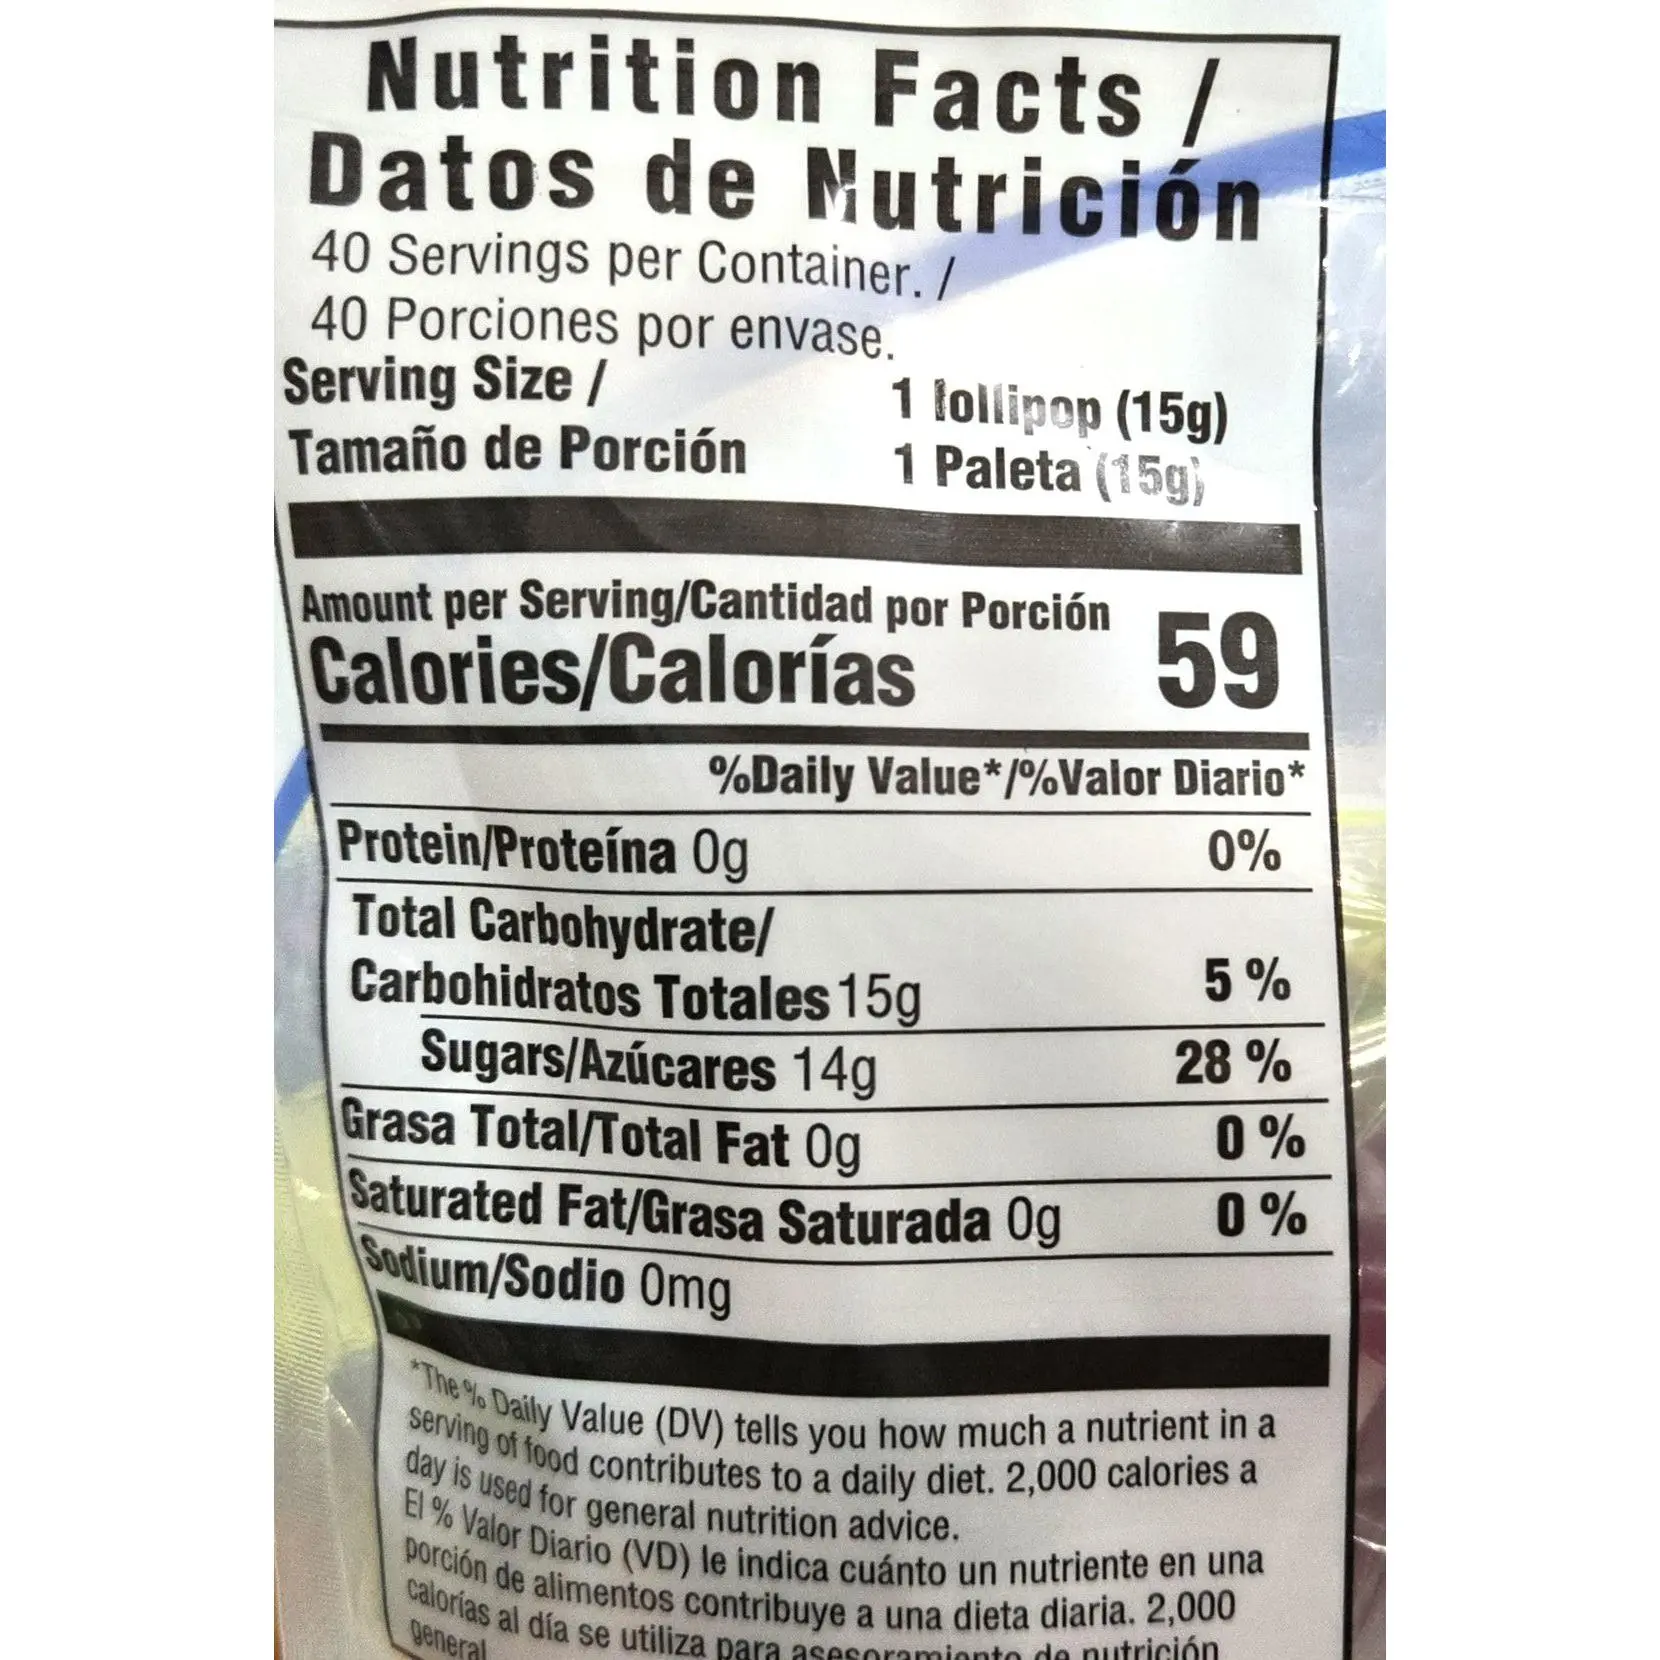 Nutrition Facts /
Datos de Nutrición
40 Servings per Container. /
40 Porciones por envase.
Serving Size / 1 lollipop (15g)
Tamaño de Porción 1 Paleta (15g)
Amount per Serving/Cantidad por Porción
Calories/Calorías 59
%Daily Value*/%Valor Diario*
Protein/Proteína 0g 0%
Total Carbohydrate/
Carbohidratos Totales 15g 5 %
Sugars/Azúcares 14g 28 %
Grasa Total/Total Fat 0g 0 %
Saturated Fat/Grasa Saturada 0g 0 %
Sodium/Sodio 0mg
*The % Daily Value (DV) tells you how much a nutrient in a
serving of food contributes to a daily diet. 2,000 calories a
day is used for general nutrition advice.
El % Valor Diario (VD) le indica cuánto un nutriente en una
porción de alimentos contribuye a una dieta diaria. 2,000
calorías al día se utiliza para asesoramiento de nutrición
general